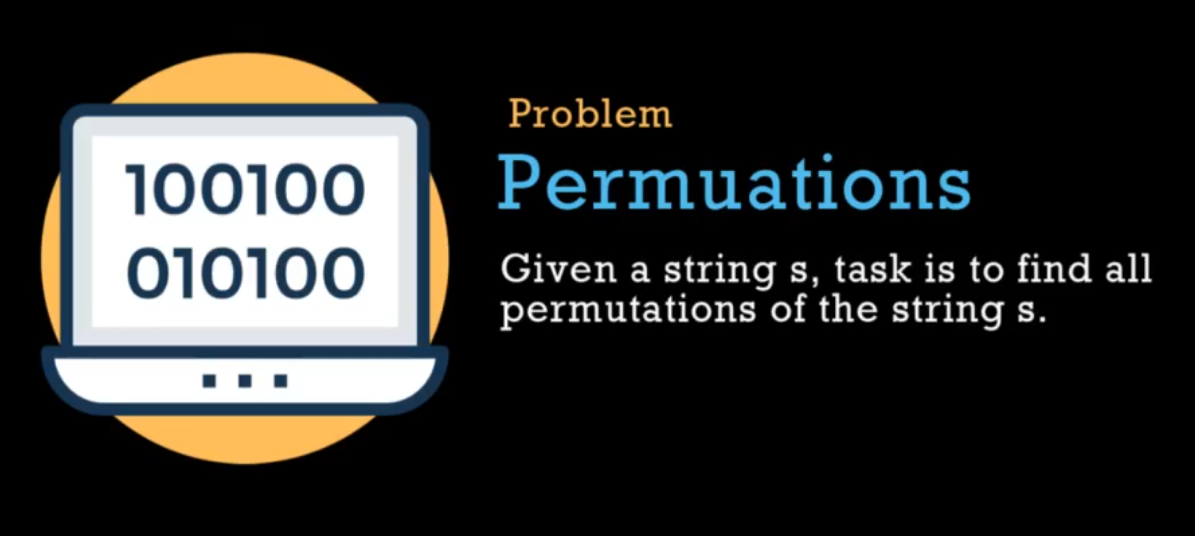 100100
010100
Problem
Permuations
Given a string s, task is to find all
permutations of the string s.